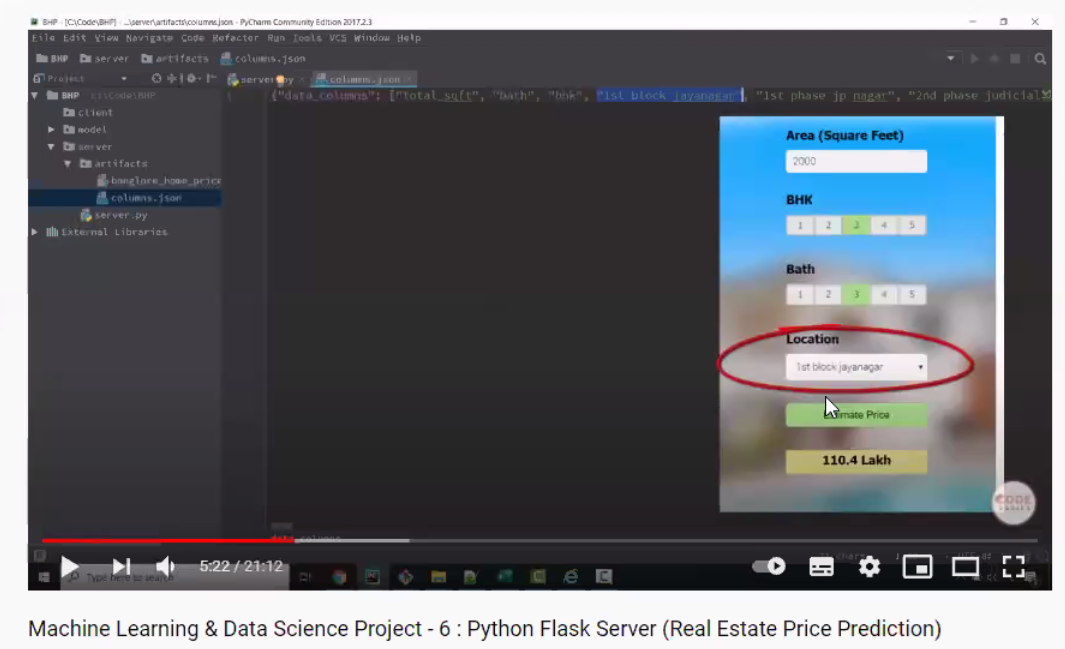 BHP - [C:\Code\BHP] - ...\server\artifacts\columns.json - PyCharm Community Edition 2017.2.3
File Edit View Navigate Code Refactor Run Tools VCS Window Help
BHP server artifacts columns.json
Project server.py columns.json
BHP C:\Code\BHP
{"data_columns": ["total_sqft", "bath", "bhk", "1st block jayanagar", "1st phase jp nagar", "2nd phase judicial
client
model
server
artifacts
banglore_home_price
columns.json
server.py
External Libraries
Area (Square Feet)
2000
BHK
1 2 3 4 5
Bath
1 2 3 4 5
Location
1st block jayanagar
Estimate Price
110.4 Lakh
CODE
data_columns
5:22 / 21:12
Type here to search
Machine Learning & Data Science Project - 6 : Python Flask Server (Real Estate Price Prediction)